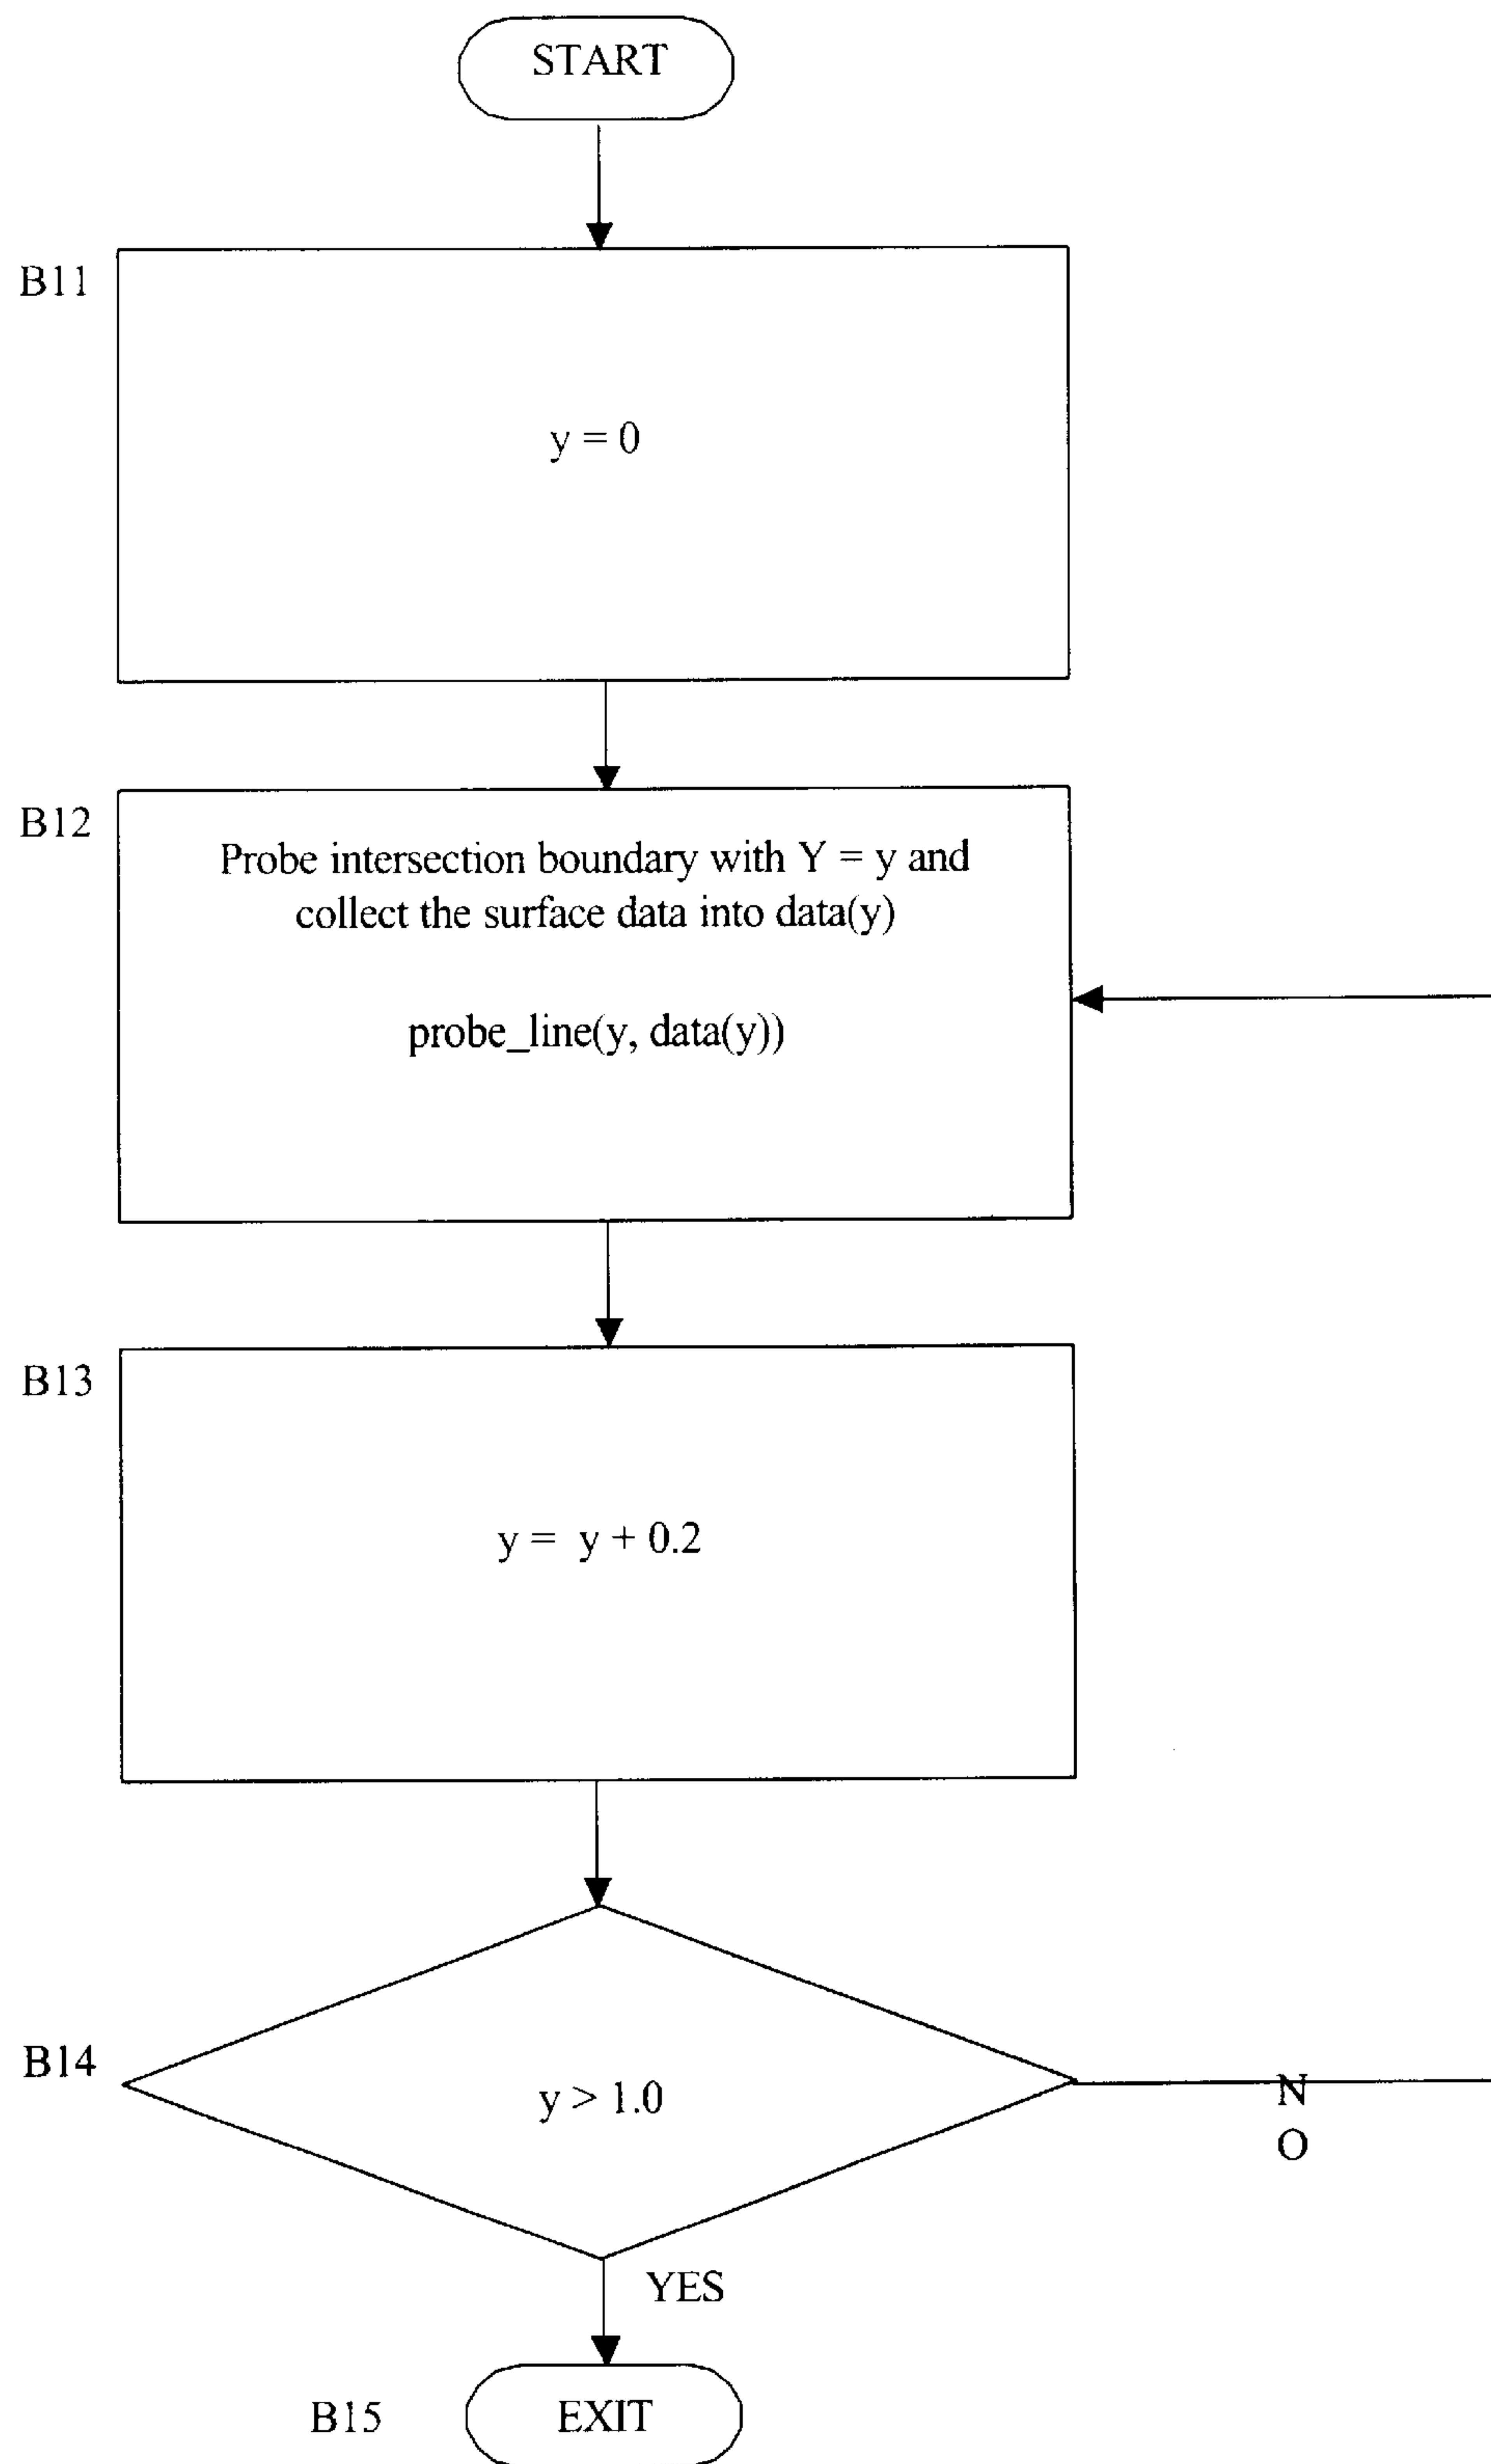 START
B11
y = 0
B12
Probe intersection boundary with Y = y and
collect the surface data into data(y)
probe_line(y, data(y))
B13
y = y + 0.2
B14
y > 1.0
N
O
YES
B15
EXIT